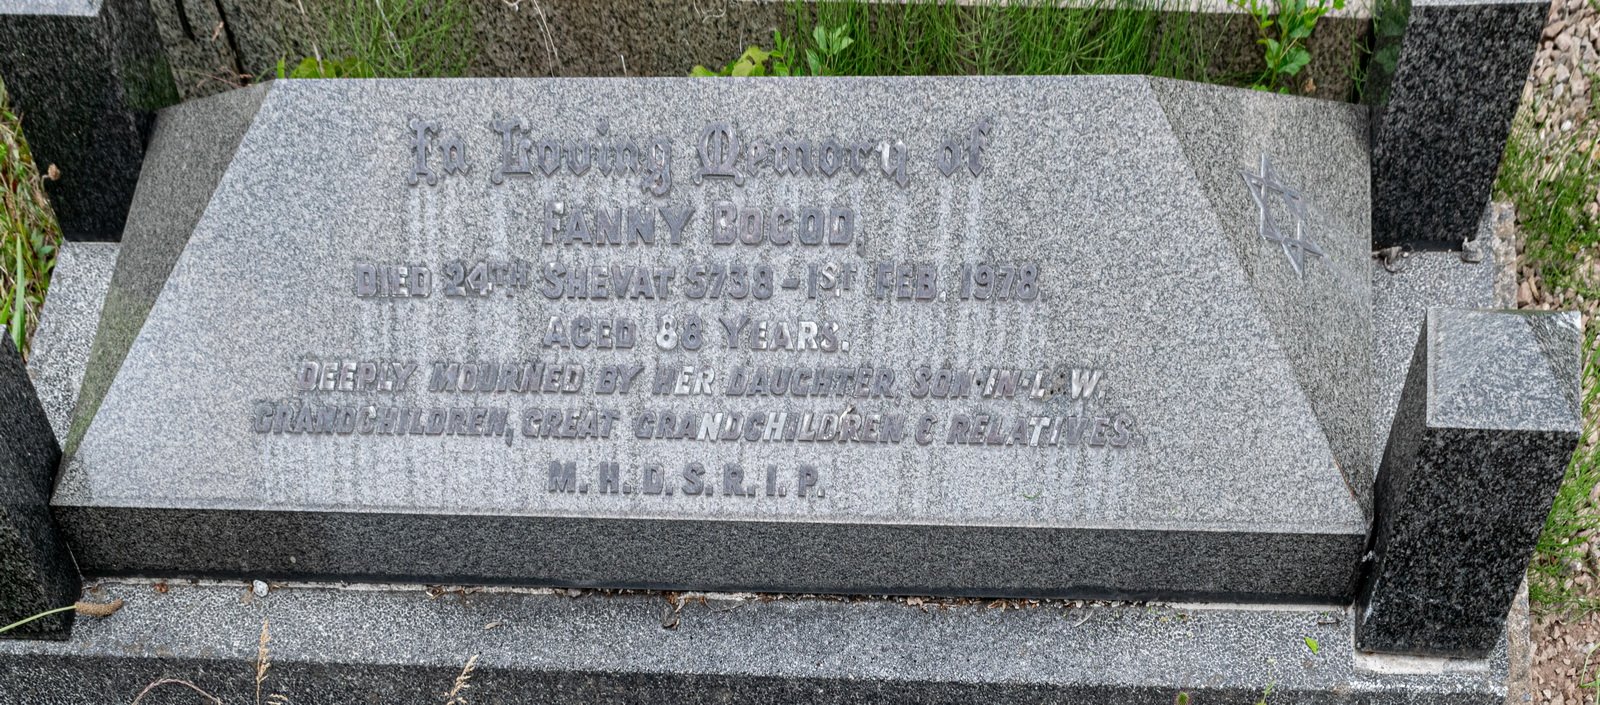 In Loving Memory of
FANNY BOGOD,
DIED 24TH SHEVAT 5738 - 1ST FEB. 1978.
AGED 88 YEARS.
DEEPLY MOURNED BY HER DAUGHTER, SON-IN-LAW,
GRANDCHILDREN, GREAT GRANDCHILDREN & RELATIVES.
M. H. D. S. R. I. P.